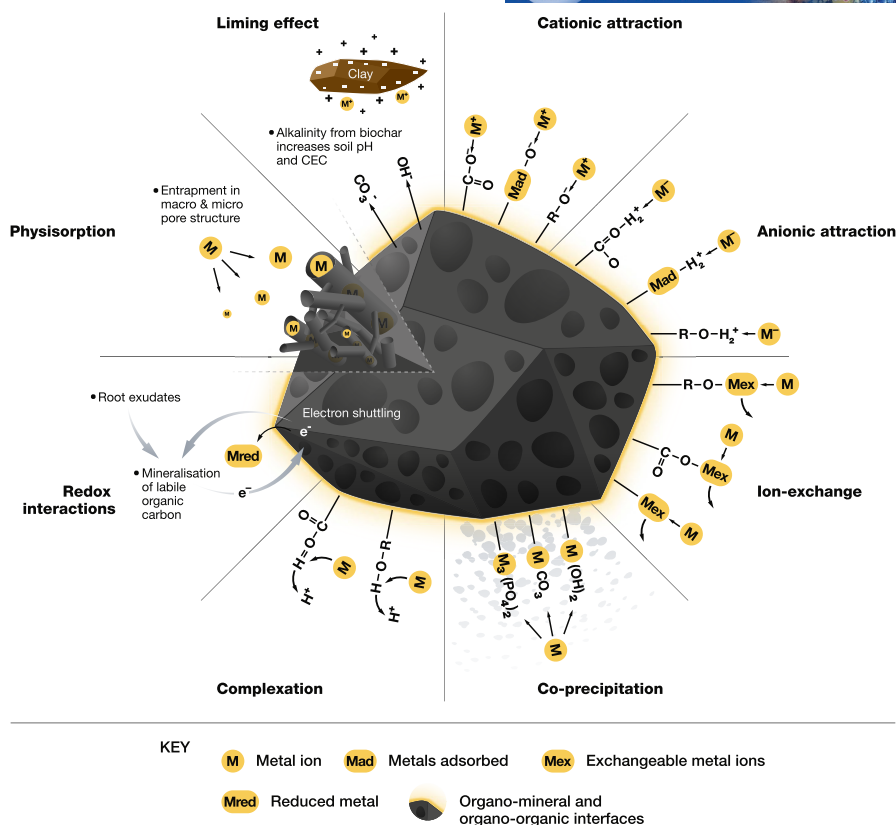 Liming effect
Cationic attraction
Clay
M⁺
M⁺
• Alkalinity from biochar
increases soil pH
and CEC
CO₃⁻
OH⁻
• Entrapment in
macro & micro
pore structure
Physisorption
M
M
M
M
M
M
M
M
M
C
O
O⁻
M⁺
Mad
O⁻
M⁺
R–O⁻
M⁺
C
O
O–H₂⁺
M⁻
Anionic attraction
Mad
H₂⁺
M⁻
R–O–H₂⁺
M⁻
R–O–Mex
M
C
O
O
Mex
M
Mex
M
Ion-exchange
• Root exudates
Electron shuttling
e⁻
Mred
Redox
interactions
• Mineralisation
of labile
organic
carbon
e⁻
O
C
O
H
M
H⁺
R
O
H
M
H⁺
M₃(PO₄)₂
M CO₃
M (OH)₂
M
Complexation
Co-precipitation
KEY
M Metal ion
Mad Metals adsorbed
Mex Exchangeable metal ions
Mred Reduced metal
Organo-mineral and
organo-organic interfaces